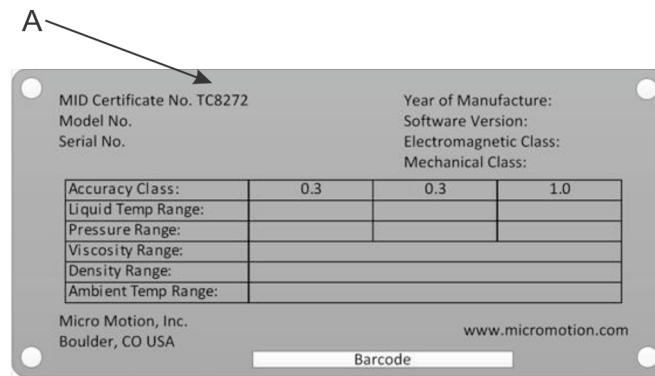 A
MID Certificate No. TC8272
Model No.
Serial No.
Year of Manufacture:
Software Version:
Electromagnetic Class:
Mechanical Class:
Accuracy Class: 0.3 0.3 1.0
Liquid Temp Range:
Pressure Range:
Viscosity Range:
Density Range:
Ambient Temp Range:
Micro Motion, Inc.
Boulder, CO USA
www.micromotion.com
Barcode